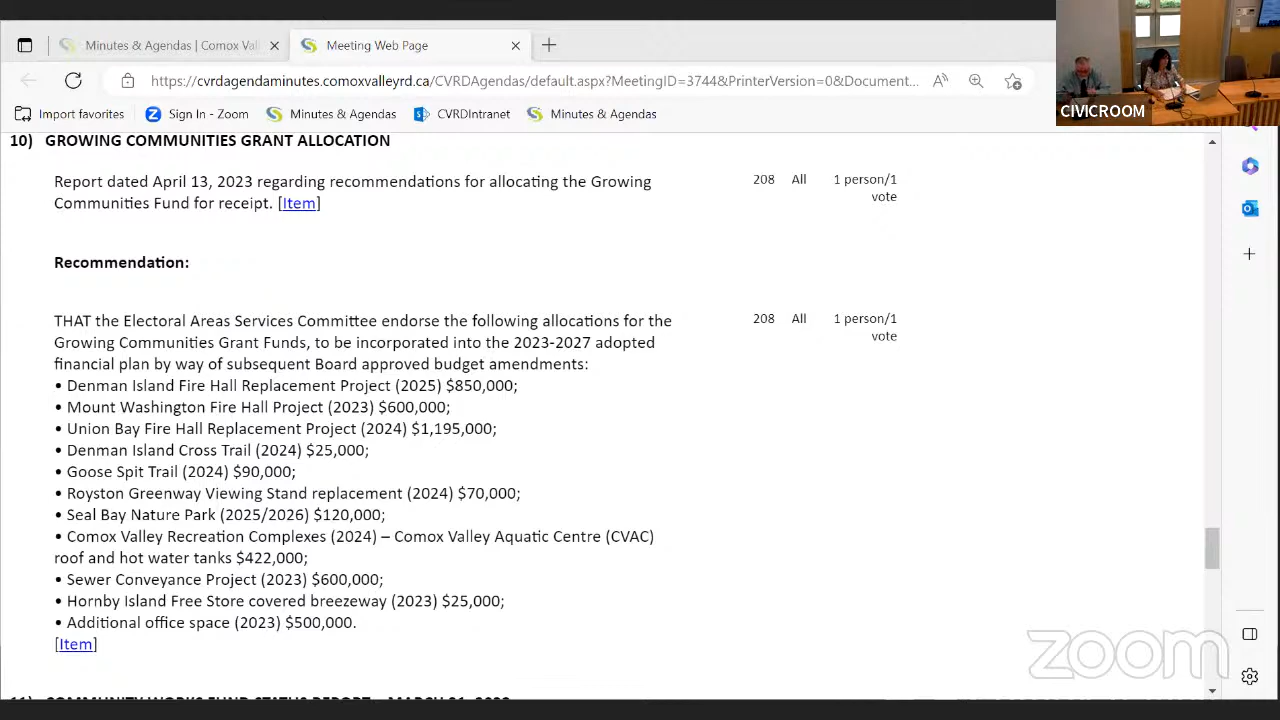 Minutes & Agendas | Comox Vall
Meeting Web Page
https://cvrdagendaminutes.comoxvalleyrd.ca/CVRDAgendas/default.aspx?MeetingID=3744&PrinterVersion=0&Document...
Import favorites
Sign In - Zoom
Minutes & Agendas
CVRDIntranet
Minutes & Agendas
CIVICROOM
10) GROWING COMMUNITIES GRANT ALLOCATION
Report dated April 13, 2023 regarding recommendations for allocating the Growing
Communities Fund for receipt. [Item]
208 All 1 person/1
vote
Recommendation:
THAT the Electoral Areas Services Committee endorse the following allocations for the
Growing Communities Grant Funds, to be incorporated into the 2023-2027 adopted
financial plan by way of subsequent Board approved budget amendments:
208 All 1 person/1
vote
• Denman Island Fire Hall Replacement Project (2025) $850,000;
• Mount Washington Fire Hall Project (2023) $600,000;
• Union Bay Fire Hall Replacement Project (2024) $1,195,000;
• Denman Island Cross Trail (2024) $25,000;
• Goose Spit Trail (2024) $90,000;
• Royston Greenway Viewing Stand replacement (2024) $70,000;
• Seal Bay Nature Park (2025/2026) $120,000;
• Comox Valley Recreation Complexes (2024) – Comox Valley Aquatic Centre (CVAC)
roof and hot water tanks $422,000;
• Sewer Conveyance Project (2023) $600,000;
• Hornby Island Free Store covered breezeway (2023) $25,000;
• Additional office space (2023) $500,000.
[Item]
zoom
11) COMMUNITY WORKS FUND STATUS REPORT – MARCH 31, 2023